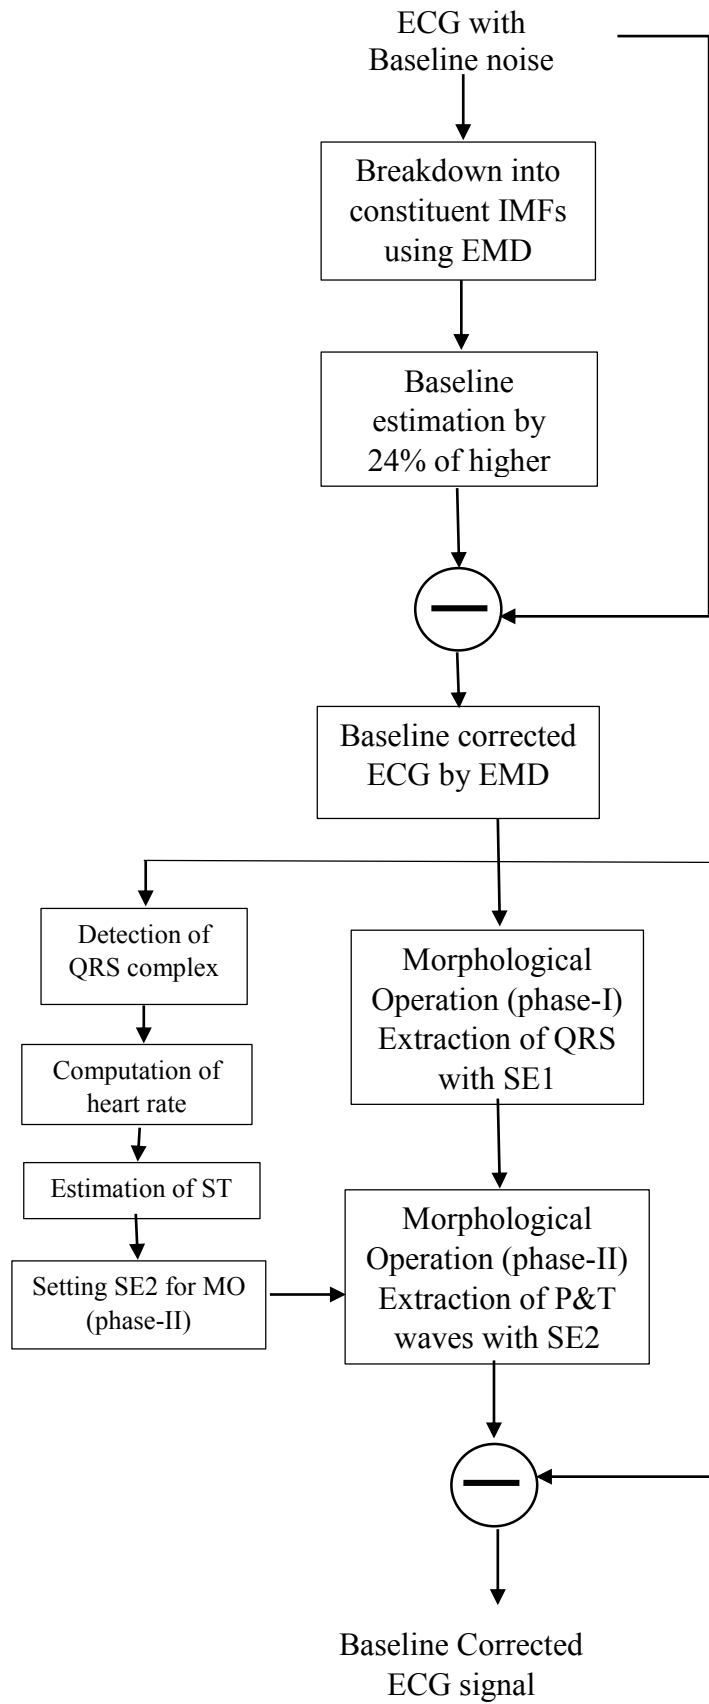 ECG with
Baseline noise
Breakdown into
constituent IMFs
using EMD
Baseline
estimation by
24% of higher
Baseline corrected
ECG by EMD
Detection of
QRS complex
Computation of
heart rate
Estimation of ST
Setting SE2 for MO
(phase-II)
Morphological
Operation (phase-I)
Extraction of QRS
with SE1
Morphological
Operation (phase-II)
Extraction of P&T
waves with SE2
Baseline Corrected
ECG signal